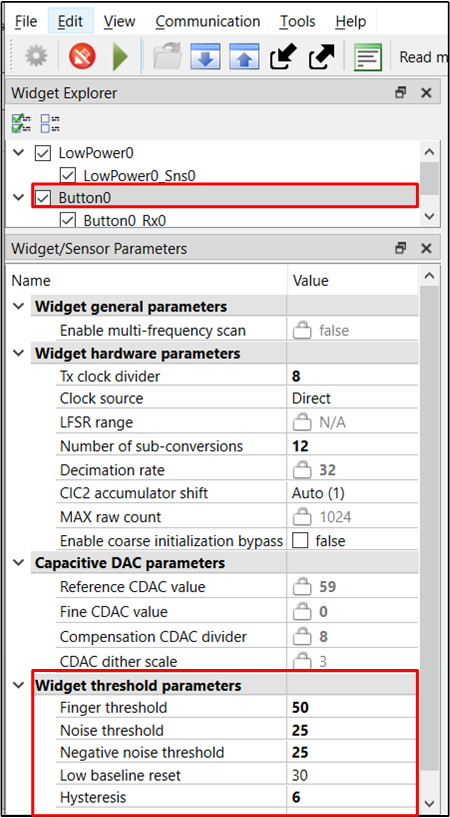 File Edit View Communication Tools Help
Read m
Widget Explorer
LowPower0
LowPower0_Sns0
Button0
Button0_Rx0
Widget/Sensor Parameters
Name Value
Widget general parameters
Enable multi-frequency scan false
Widget hardware parameters
Tx clock divider 8
Clock source Direct
LFSR range N/A
Number of sub-conversions 12
Decimation rate 32
CIC2 accumulator shift Auto (1)
MAX raw count 1024
Enable coarse initialization bypass false
Capacitive DAC parameters
Reference CDAC value 59
Fine CDAC value 0
Compensation CDAC divider 8
CDAC dither scale 3
Widget threshold parameters
Finger threshold 50
Noise threshold 25
Negative noise threshold 25
Low baseline reset 30
Hysteresis 6